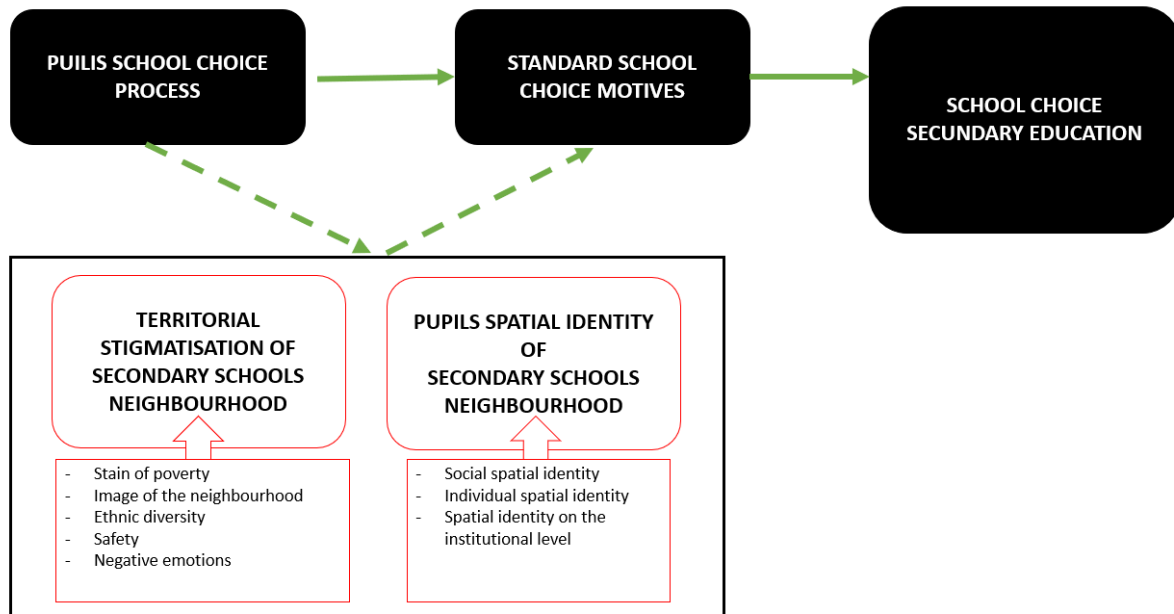 PUILIS SCHOOL CHOICE
PROCESS
STANDARD SCHOOL
CHOICE MOTIVES
SCHOOL CHOICE
SECUNDARY EDUCATION
TERRITORIAL
STIGMATISATION OF
SECONDARY SCHOOLS
NEIGHBOURHOOD
PUPILS SPATIAL IDENTITY
OF
SECONDARY SCHOOLS
NEIGHBOURHOOD
- Stain of poverty
- Image of the neighbourhood
- Ethnic diversity
- Safety
- Negative emotions
- Social spatial identity
- Individual spatial identity
- Spatial identity on the
institutional level